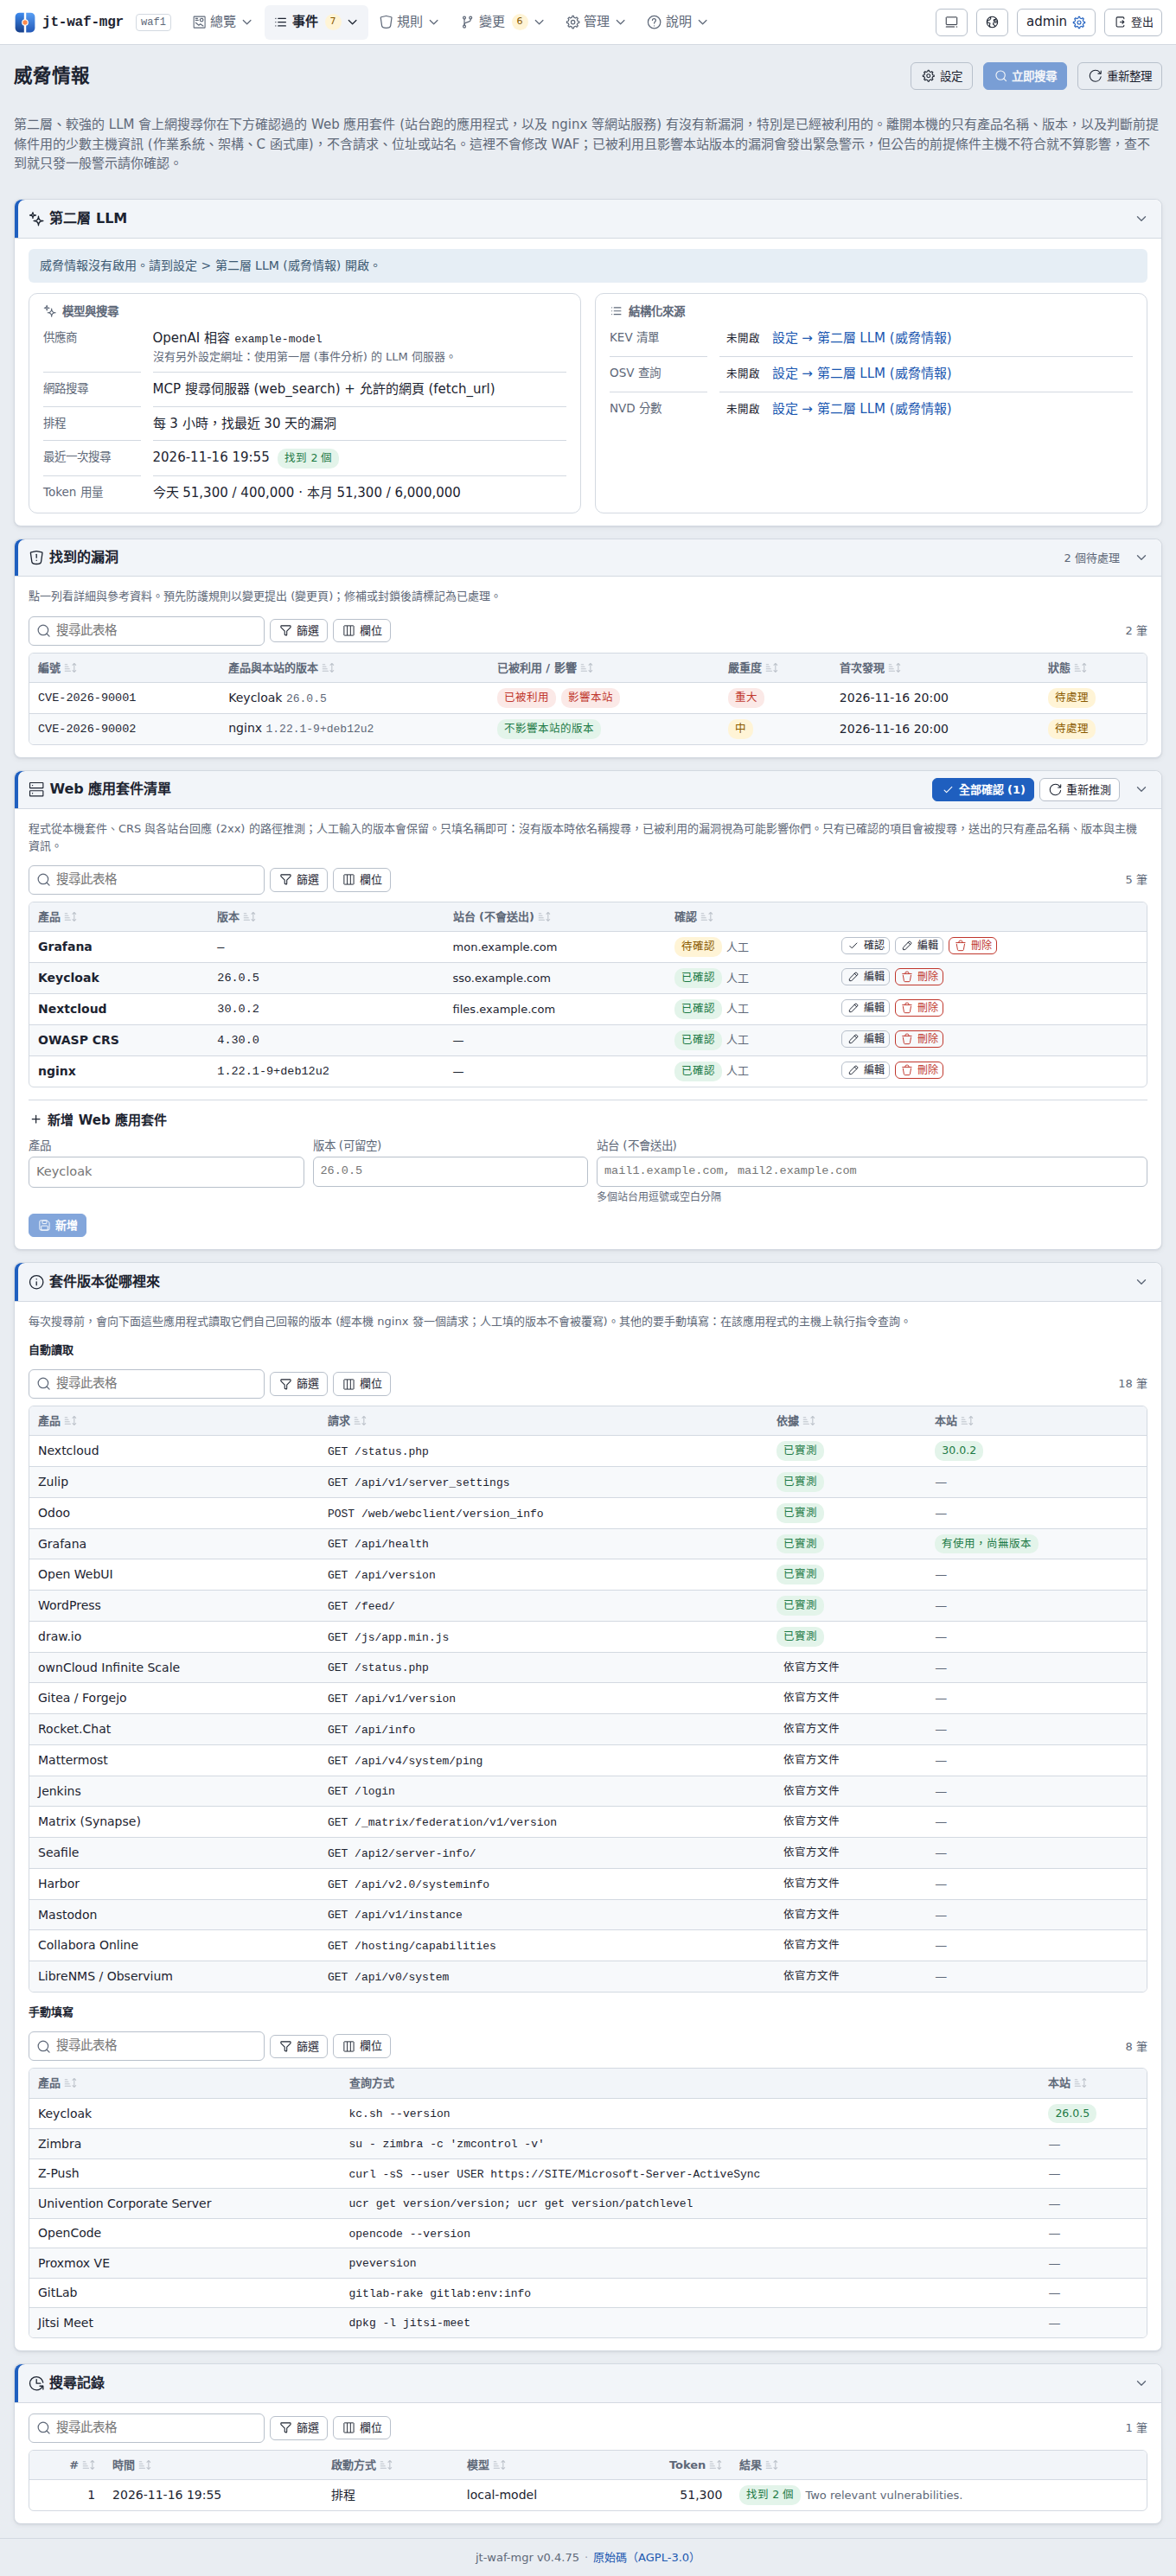 jt-waf-mgr waf1 總覽 事件 7 規則 變更 6 管理 說明 admin 登出
威脅情報 設定 立即搜尋 重新整理
第二層、較強的 LLM 會上網搜尋你在下方確認過的 Web 應用套件 (站台跑的應用程式，以及 nginx 等網站服務) 有沒有新漏洞，特別是已經被利用的。離開本機的只有產品名稱、版本，以及判斷前提
條件用的少數主機資訊 (作業系統、架構、C 函式庫)，不含請求、位址或站名。這裡不會修改 WAF；已被利用且影響本站版本的漏洞會發出緊急警示，但公告的前提條件主機不符合就不算影響，查不
到就只發一般警示請你確認。
第二層 LLM
威脅情報沒有啟用。請到設定 > 第二層 LLM (威脅情報) 開啟。
模型與搜尋
供應商 OpenAI 相容 example-model
沒有另外設定網址：使用第一層 (事件分析) 的 LLM 伺服器。
網路搜尋 MCP 搜尋伺服器 (web_search) + 允許的網頁 (fetch_url)
排程 每 3 小時，找最近 30 天的漏洞
最近一次搜尋 2026-11-16 19:55 找到 2 個
Token 用量 今天 51,300 / 400,000 · 本月 51,300 / 6,000,000
結構化來源
KEV 清單 未開啟 設定 → 第二層 LLM (威脅情報)
OSV 查詢 未開啟 設定 → 第二層 LLM (威脅情報)
NVD 分數 未開啟 設定 → 第二層 LLM (威脅情報)
找到的漏洞 2 個待處理
點一列看詳細與參考資料。預先防護規則以變更提出 (變更頁)；修補或封鎖後請標記為已處理。
搜尋此表格 篩選 欄位 2 筆
編號 產品與本站的版本 已被利用 / 影響 嚴重度 首次發現 狀態
CVE-2026-90001 Keycloak 26.0.5 已被利用 影響本站 重大 2026-11-16 20:00 待處理
CVE-2026-90002 nginx 1.22.1-9+deb12u2 不影響本站的版本 中 2026-11-16 20:00 待處理
Web 應用套件清單 全部確認 (1) 重新推測
程式從本機套件、CRS 與各站台回應 (2xx) 的路徑推測；人工輸入的版本會保留。只填名稱即可：沒有版本時依名稱搜尋，已被利用的漏洞視為可能影響你們。只有已確認的項目會被搜尋，送出的只有產品名稱、版本與主機
資訊。
搜尋此表格 篩選 欄位 5 筆
產品 版本 站台 (不會送出) 確認
Grafana — mon.example.com 待確認 人工 確認 編輯 刪除
Keycloak 26.0.5 sso.example.com 已確認 人工 編輯 刪除
Nextcloud 30.0.2 files.example.com 已確認 人工 編輯 刪除
OWASP CRS 4.30.0 — 已確認 人工 編輯 刪除
nginx 1.22.1-9+deb12u2 — 已確認 人工 編輯 刪除
新增 Web 應用套件
產品 版本 (可留空) 站台 (不會送出)
Keycloak 26.0.5 mail1.example.com, mail2.example.com
多個站台用逗號或空白分隔
新增
套件版本從哪裡來
每次搜尋前，會向下面這些應用程式讀取它們自己回報的版本 (經本機 nginx 發一個請求；人工填的版本不會被覆寫)。其他的要手動填寫：在該應用程式的主機上執行指令查詢。
自動讀取
搜尋此表格 篩選 欄位 18 筆
產品 請求 依據 本站
Nextcloud GET /status.php 已實測 30.0.2
Zulip GET /api/v1/server_settings 已實測 —
Odoo POST /web/webclient/version_info 已實測 —
Grafana GET /api/health 已實測 有使用，尚無版本
Open WebUI GET /api/version 已實測 —
WordPress GET /feed/ 已實測 —
draw.io GET /js/app.min.js 已實測 —
ownCloud Infinite Scale GET /status.php 依官方文件 —
Gitea / Forgejo GET /api/v1/version 依官方文件 —
Rocket.Chat GET /api/info 依官方文件 —
Mattermost GET /api/v4/system/ping 依官方文件 —
Jenkins GET /login 依官方文件 —
Matrix (Synapse) GET /_matrix/federation/v1/version 依官方文件 —
Seafile GET /api2/server-info/ 依官方文件 —
Harbor GET /api/v2.0/systeminfo 依官方文件 —
Mastodon GET /api/v1/instance 依官方文件 —
Collabora Online GET /hosting/capabilities 依官方文件 —
LibreNMS / Observium GET /api/v0/system 依官方文件 —
手動填寫
搜尋此表格 篩選 欄位 8 筆
產品 查詢方式 本站
Keycloak kc.sh --version 26.0.5
Zimbra su - zimbra -c 'zmcontrol -v' —
Z-Push curl -sS --user USER https://SITE/Microsoft-Server-ActiveSync —
Univention Corporate Server ucr get version/version; ucr get version/patchlevel —
OpenCode opencode --version —
Proxmox VE pveversion —
GitLab gitlab-rake gitlab:env:info —
Jitsi Meet dpkg -l jitsi-meet —
搜尋記錄
搜尋此表格 篩選 欄位 1 筆
# 時間 啟動方式 模型 Token 結果
1 2026-11-16 19:55 排程 local-model 51,300 找到 2 個 Two relevant vulnerabilities.
jt-waf-mgr v0.4.75 · 原始碼（AGPL-3.0）